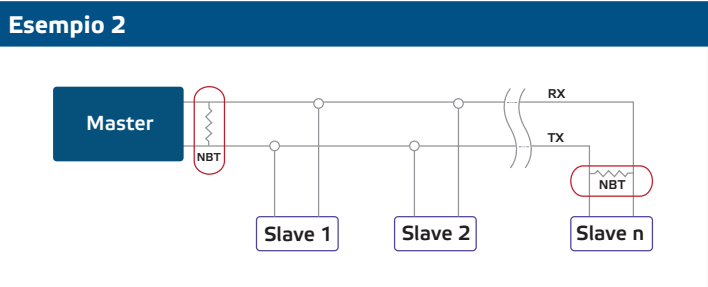 Esempio 2
RX
Master
TX
NBT
NBT
Slave 1
Slave 2
Slave n